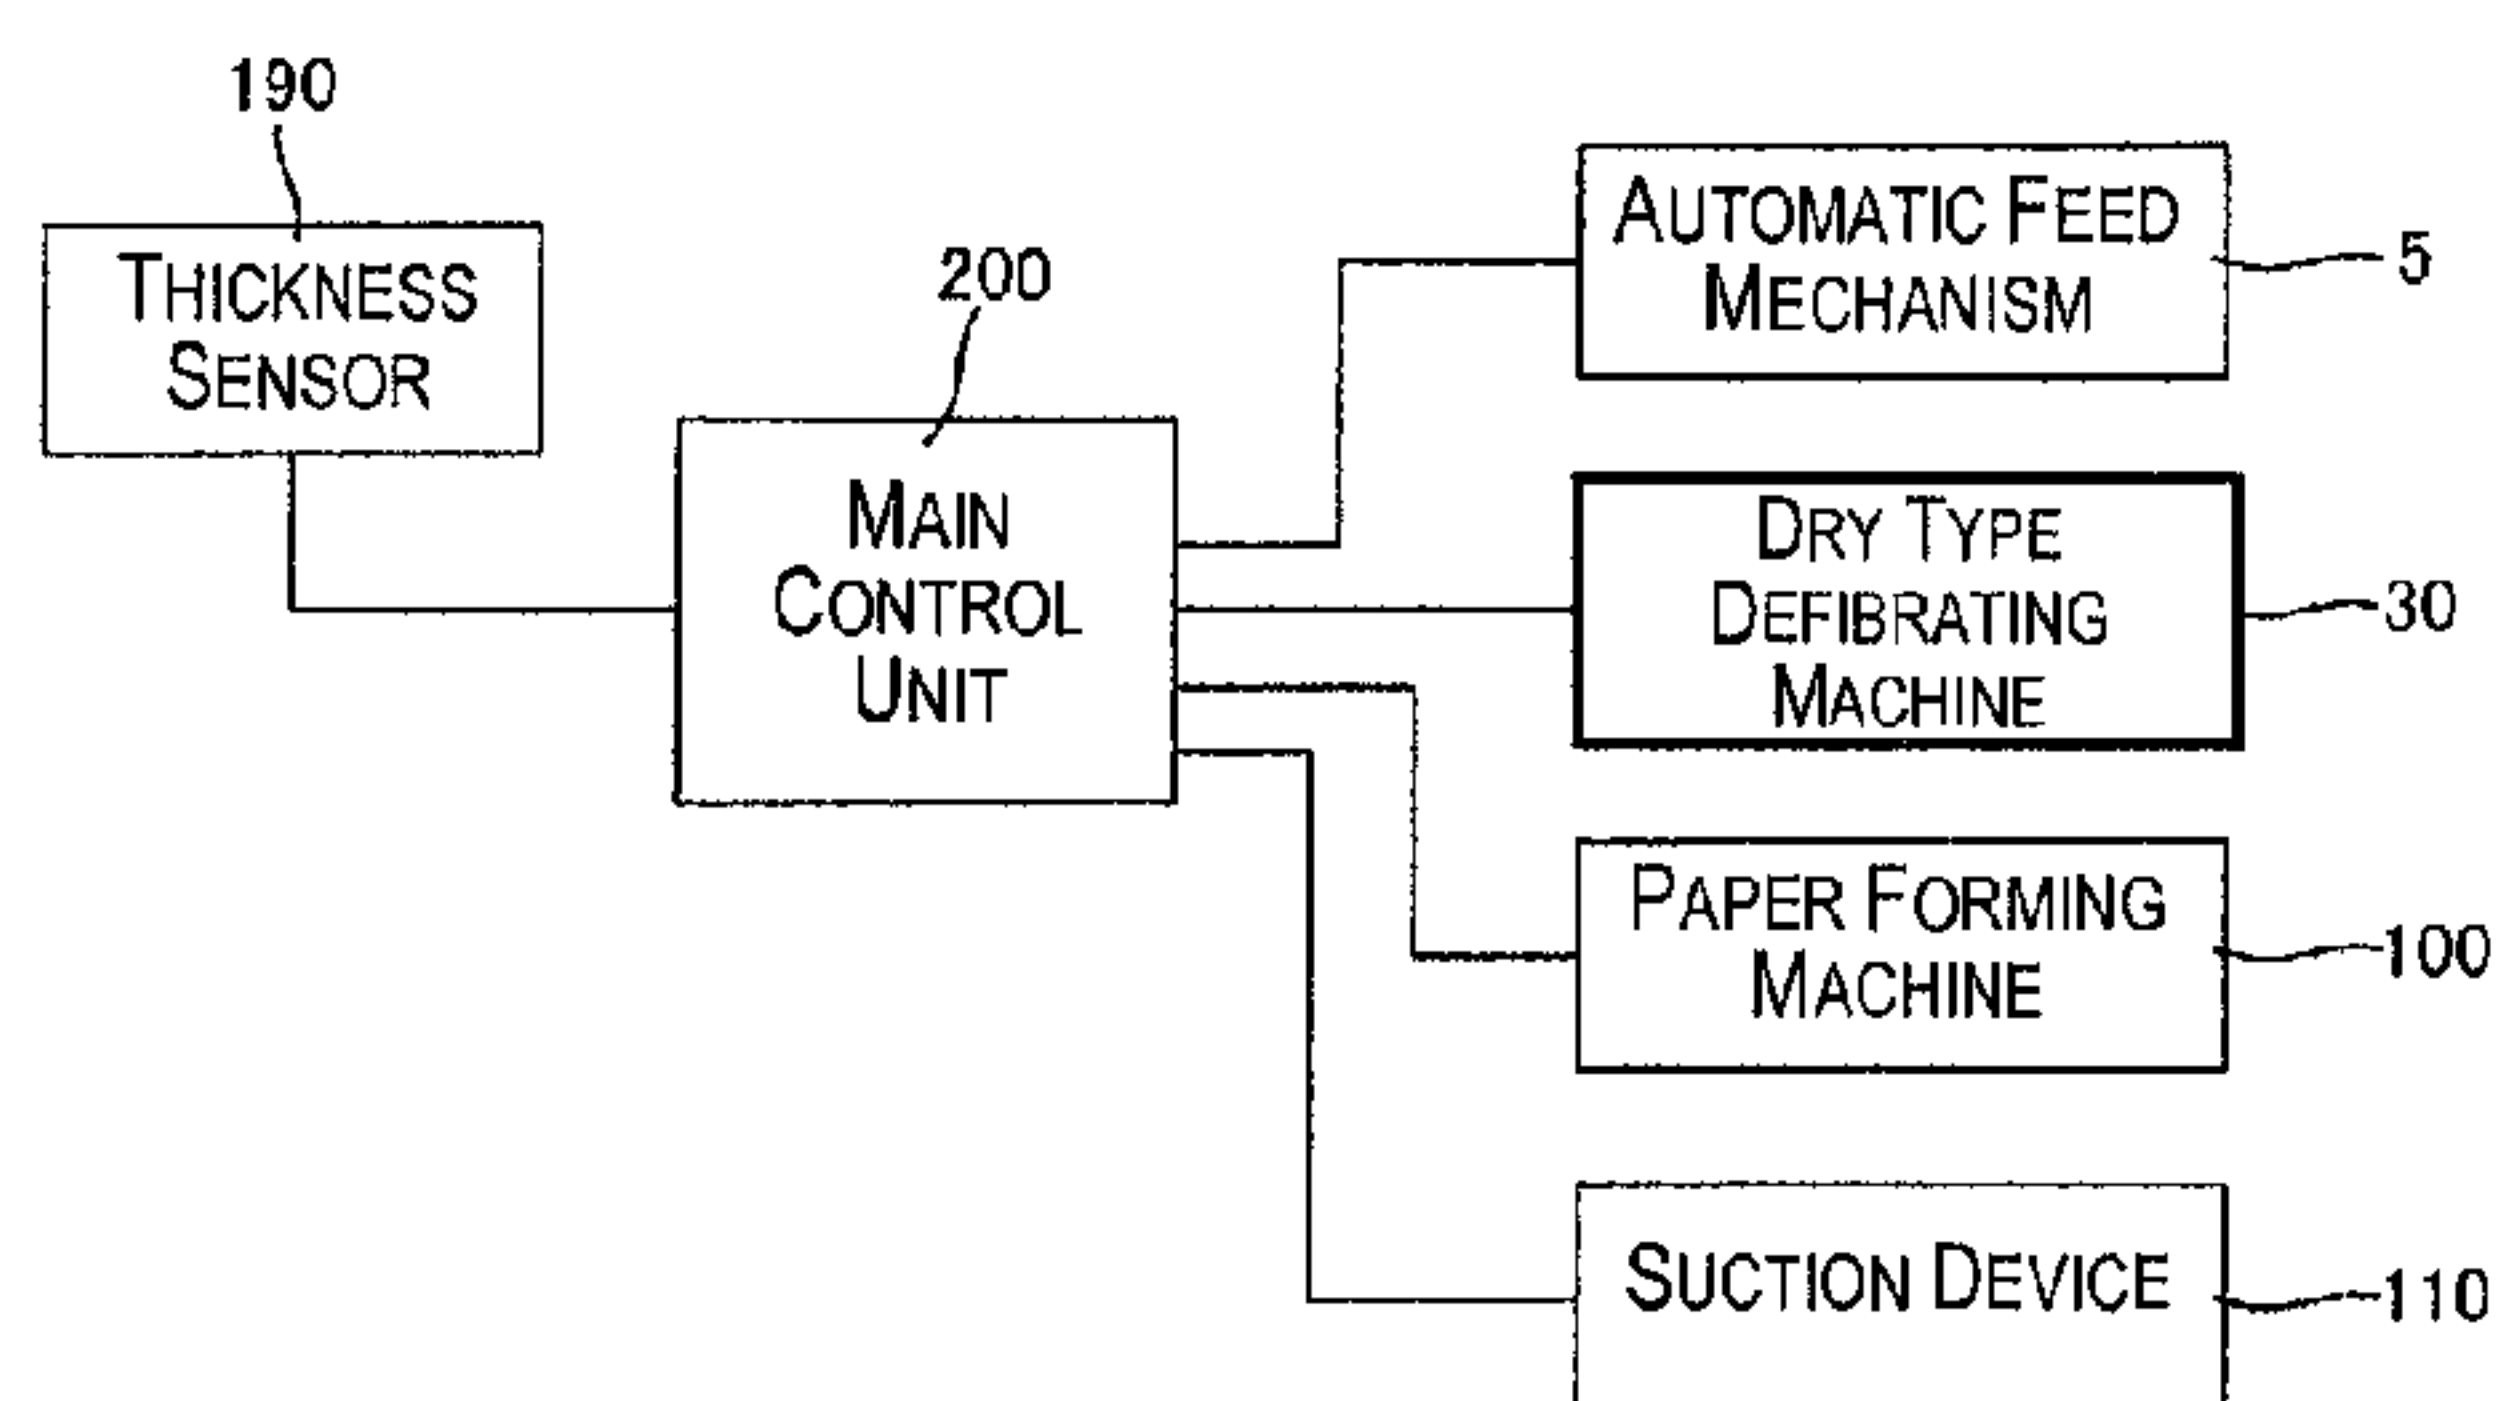 190
THICKNESS
SENSOR
200
MAIN
CONTROL
UNIT
AUTOMATIC FEED
MECHANISM
5
DRY TYPE
DEFIBRATING
MACHINE
30
PAPER FORMING
MACHINE
100
SUCTION DEVICE
110